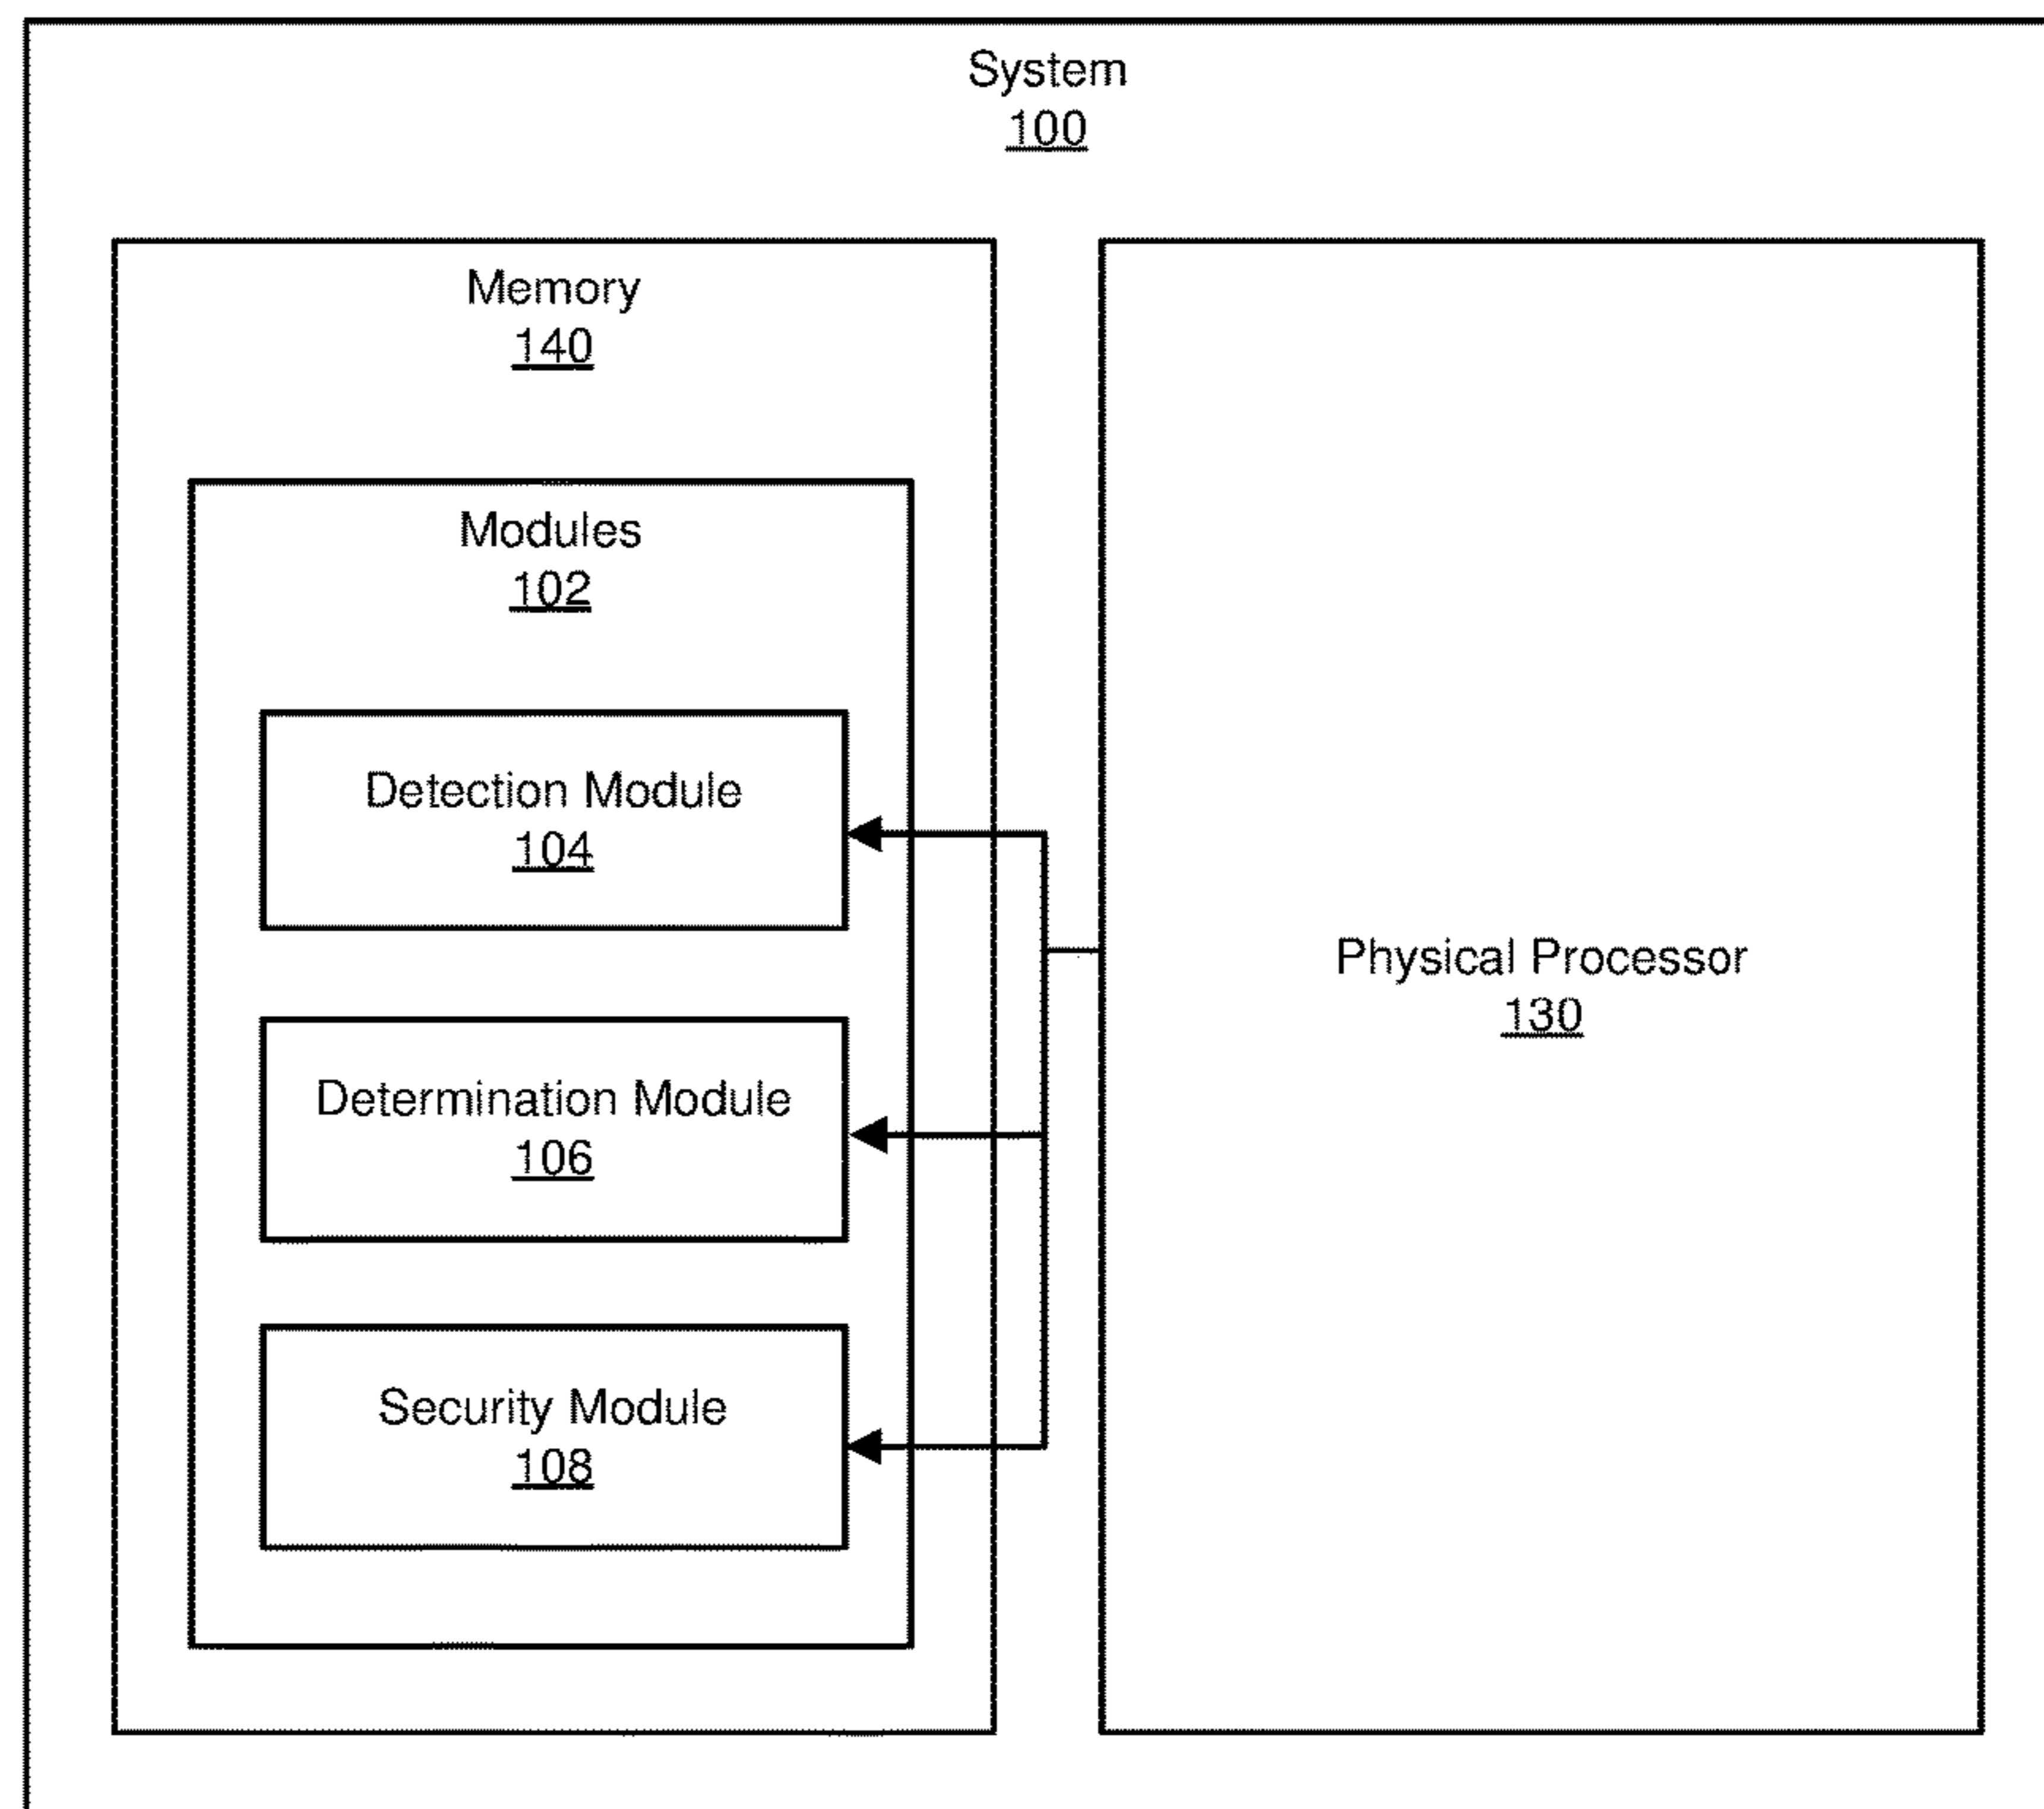 System
100
Memory
140
Modules
102
Detection Module
104
Determination Module
106
Security Module
108
Physical Processor
130